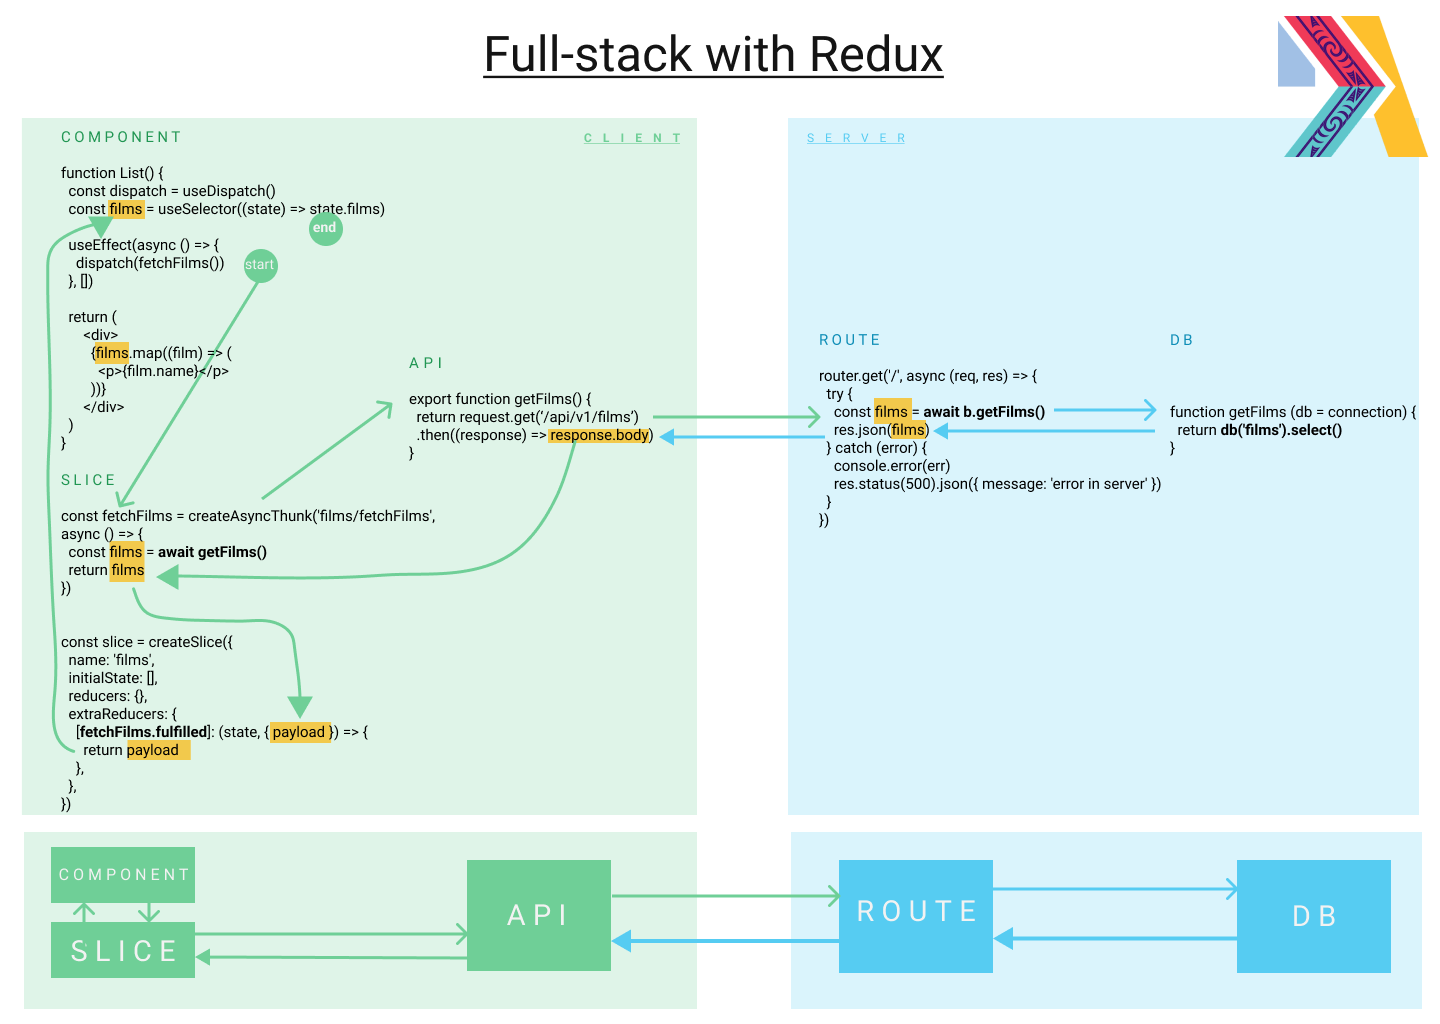 Full-stack with Redux
COMPONENT
CLIENT
function List() {
const dispatch = useDispatch()
const films = useSelector((state) => state.films)
end
useEffect(async () => {
dispatch(fetchFilms())
start
}, [])
return (
<div>
{films.map((film) => (
<p>{film.name}</p>
))}
</div>
)
}
API
export function getFilms() {
return request.get('/api/v1/films’)
.then((response) => response.body)
}
SLICE
const fetchFilms = createAsyncThunk('films/fetchFilms',
async () => {
const films = await getFilms()
return films
})
const slice = createSlice({
name: 'films',
initialState: [],
reducers: {},
extraReducers: {
[fetchFilms.fulfilled]: (state, { payload }) => {
return payload
},
},
})
SERVER
ROUTE
router.get('/', async (req, res) => {
try {
const films = await b.getFilms()
res.json(films)
} catch (error) {
console.error(err)
res.status(500).json({ message: 'error in server' })
}
})
DB
function getFilms (db = connection) {
return db('films').select()
}
COMPONENT
SLICE
API
ROUTE
DB